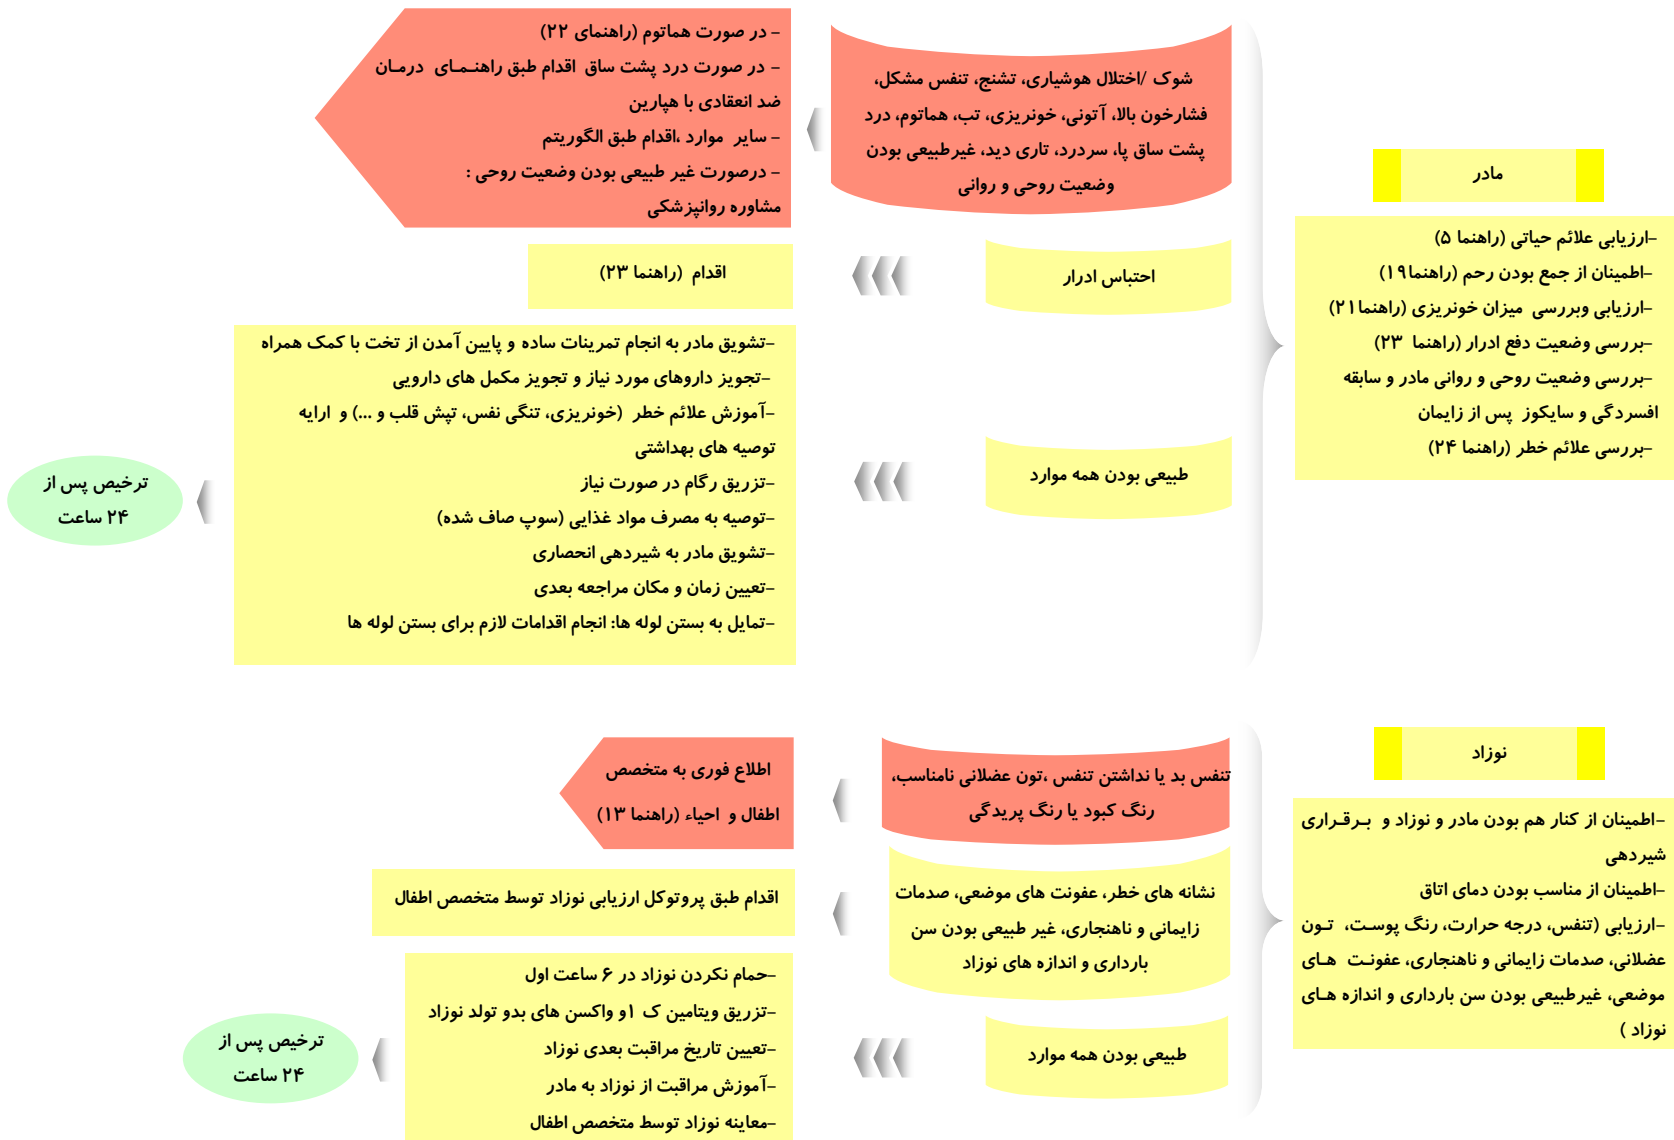 مادر
-ارزیابی علائم حیاتی (راهنما ۵)
-اطمینان از جمع بودن رحم (راهنما۱۹)
-ارزیابی وبررسی میزان خونریزی (راهنما۲۱)
-بررسی وضعیت دفع ادرار (راهنما ۲۳)
-بررسی وضعیت روحی و روانی مادر و سابقه
افسردگی و سایکوز پس از زایمان
-بررسی علائم خطر (راهنما ۲۴)
شوک /اختلال هوشیاری، تشنج، تنفس مشکل،
فشارخون بالا، آتونی، خونریزی، تب، هماتوم، درد
پشت ساق پا، سردرد، تاری دید، غیرطبیعی بودن
وضعیت روحی و روانی
- در صورت هماتوم (راهنمای ۲۲)
- در صورت درد پشت ساق اقدام طبق راهنمـای درمـان
ضد انعقادی با هپارین
- سایر موارد ،اقدام طبق الگوریتم
- درصورت غیر طبیعی بودن وضعیت روحی :
مشاوره روانپزشکی
احتباس ادرار
اقدام (راهنما ۲۳)
طبیعی بودن همه موارد
-تشویق مادر به انجام تمرینات ساده و پایین آمدن از تخت با کمک همراه
-تجویز داروهای مورد نیاز و تجویز مکمل های دارویی
-آموزش علائم خطر (خونریزی، تنگی نفس، تپش قلب و ...) و ارایه
توصیه های بهداشتی
-تزریق رگام در صورت نیاز
-توصیه به مصرف مواد غذایی (سوپ صاف شده)
-تشویق مادر به شیردهی انحصاری
-تعیین زمان و مکان مراجعه بعدی
-تمایل به بستن لوله ها: انجام اقدامات لازم برای بستن لوله ها
ترخیص پس از
۲۴ ساعت
نوزاد
-اطمینان از کنار هم بودن مادر و نوزاد و بـرقـراری
شیردهی
-اطمینان از مناسب بودن دمای اتاق
-ارزیابی (تنفس، درجه حرارت، رنگ پوسـت، تـون
عضلانی، صدمات زایمانی و ناهنجاری، عفونـت هـای
موضعی، غیرطبیعی بودن سن بارداری و اندازه هـای
نوزاد )
تنفس بد یا نداشتن تنفس ،تون عضلانی نامناسب،
رنگ کبود یا رنگ پریدگی
اطلاع فوری به متخصص
اطفال و احیاء (راهنما ۱۳)
نشانه های خطر، عفونت های موضعی، صدمات
زایمانی و ناهنجاری، غیر طبیعی بودن سن
بارداری و اندازه های نوزاد
اقدام طبق پروتوکل ارزیابی نوزاد توسط متخصص اطفال
طبیعی بودن همه موارد
-حمام نکردن نوزاد در ۶ ساعت اول
-تزریق ویتامین ک ۱و واکسن های بدو تولد نوزاد
-تعیین تاریخ مراقبت بعدی نوزاد
-آموزش مراقبت از نوزاد به مادر
-معاینه نوزاد توسط متخصص اطفال
ترخیص پس از
۲۴ ساعت